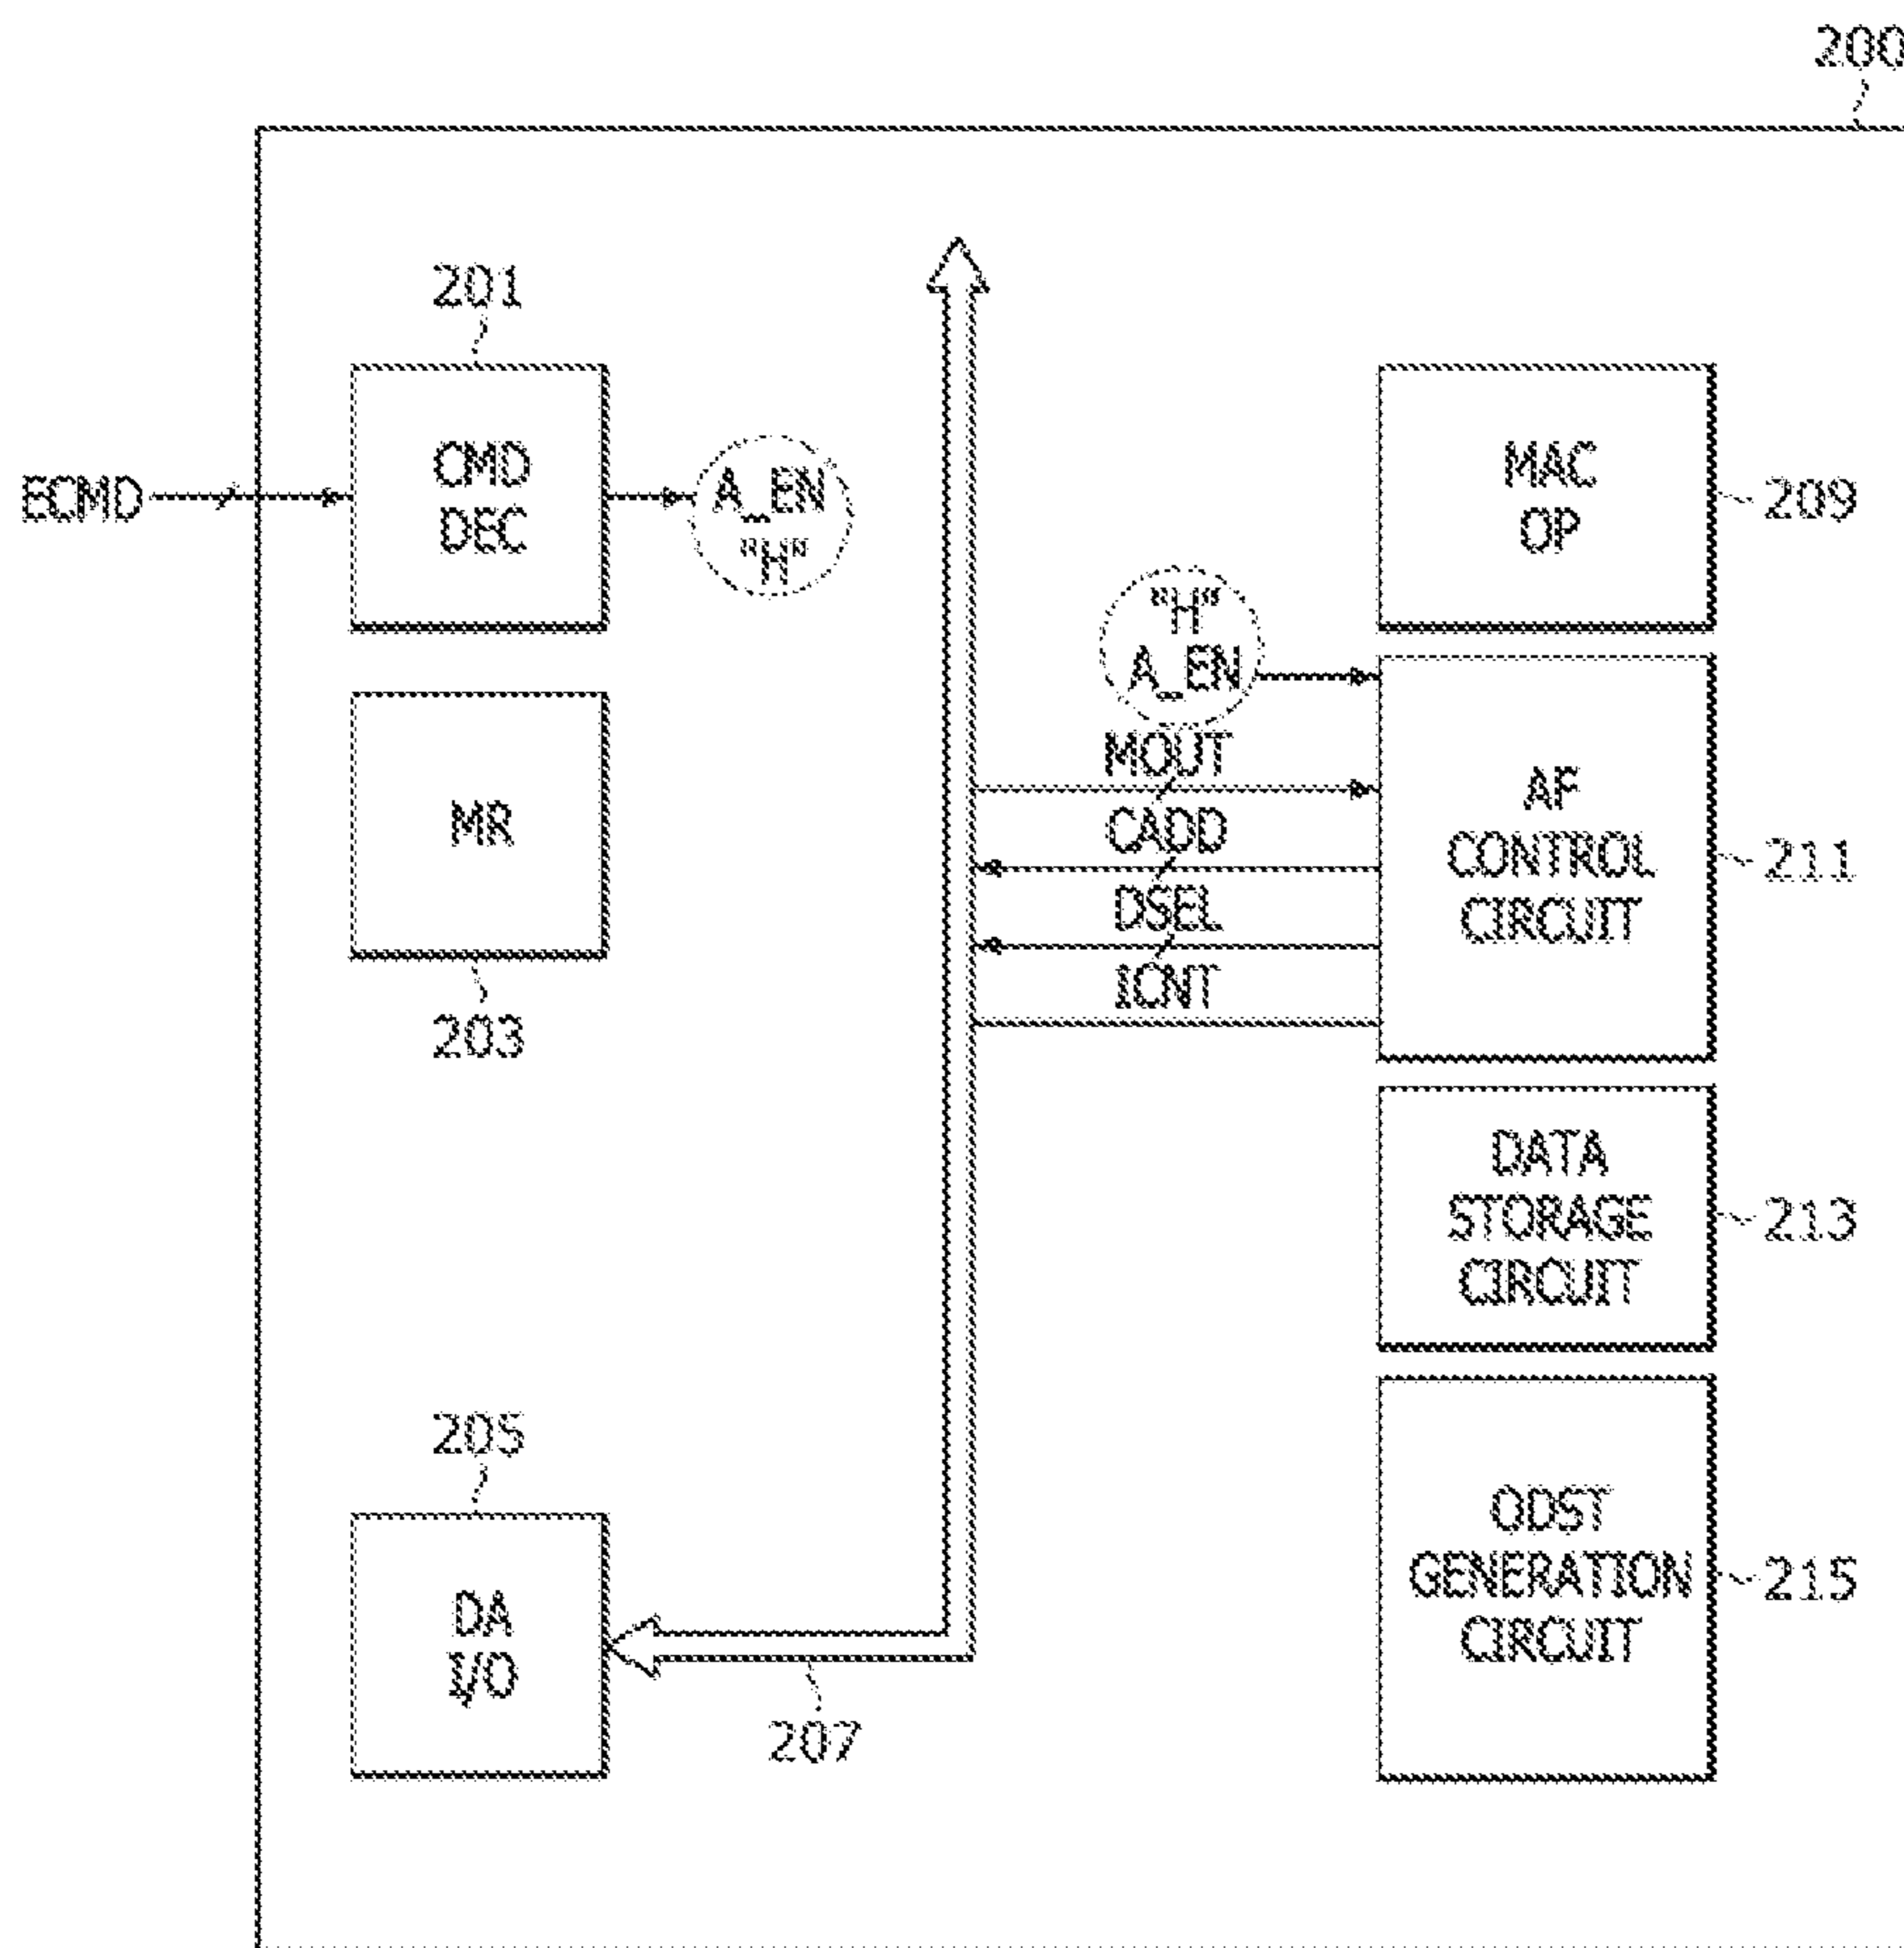 200
201
CMD
DEC
ECMD
A_EN
"H"
MAC
OP
209
"H"
A_EN
MR
203
MOUT
CADD
DSEL
ICNT
AF
CONTROL
CIRCUIT
211
DATA
STORAGE
CIRCUIT
213
205
DA
I/O
207
ODST
GENERATION
CIRCUIT
215